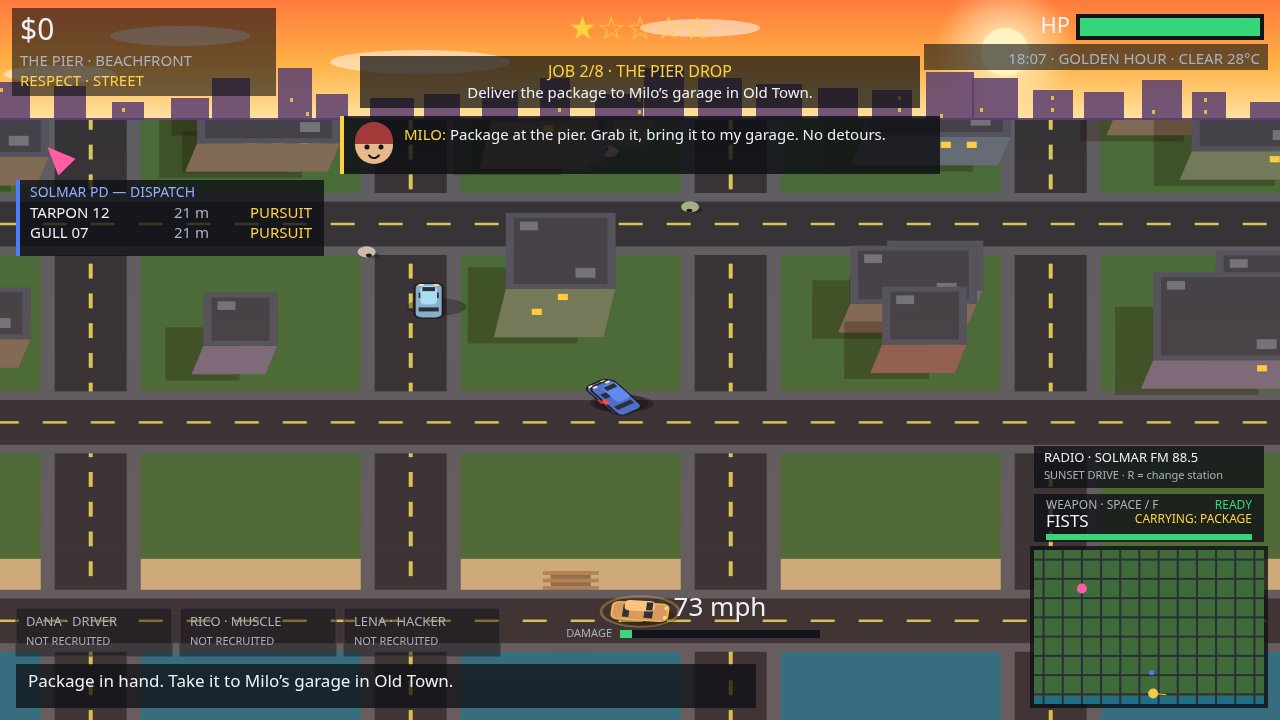 $0
THE PIER · BEACHFRONT
RESPECT · STREET
★☆☆☆☆
HP
18:07 · GOLDEN HOUR · CLEAR 28°C
JOB 2/8 · THE PIER DROP
Deliver the package to Milo's garage in Old Town.
MILO: Package at the pier. Grab it, bring it to my garage. No detours.
SOLMAR PD — DISPATCH
TARPON 12 21 m PURSUIT
GULL 07 21 m PURSUIT
RADIO · SOLMAR FM 88.5
SUNSET DRIVE · R = change station
WEAPON · SPACE / F READY
FISTS CARRYING: PACKAGE
73 mph
DAMAGE
DANA · DRIVER
NOT RECRUITED
RICO · MUSCLE
NOT RECRUITED
LENA · HACKER
NOT RECRUITED
Package in hand. Take it to Milo's garage in Old Town.